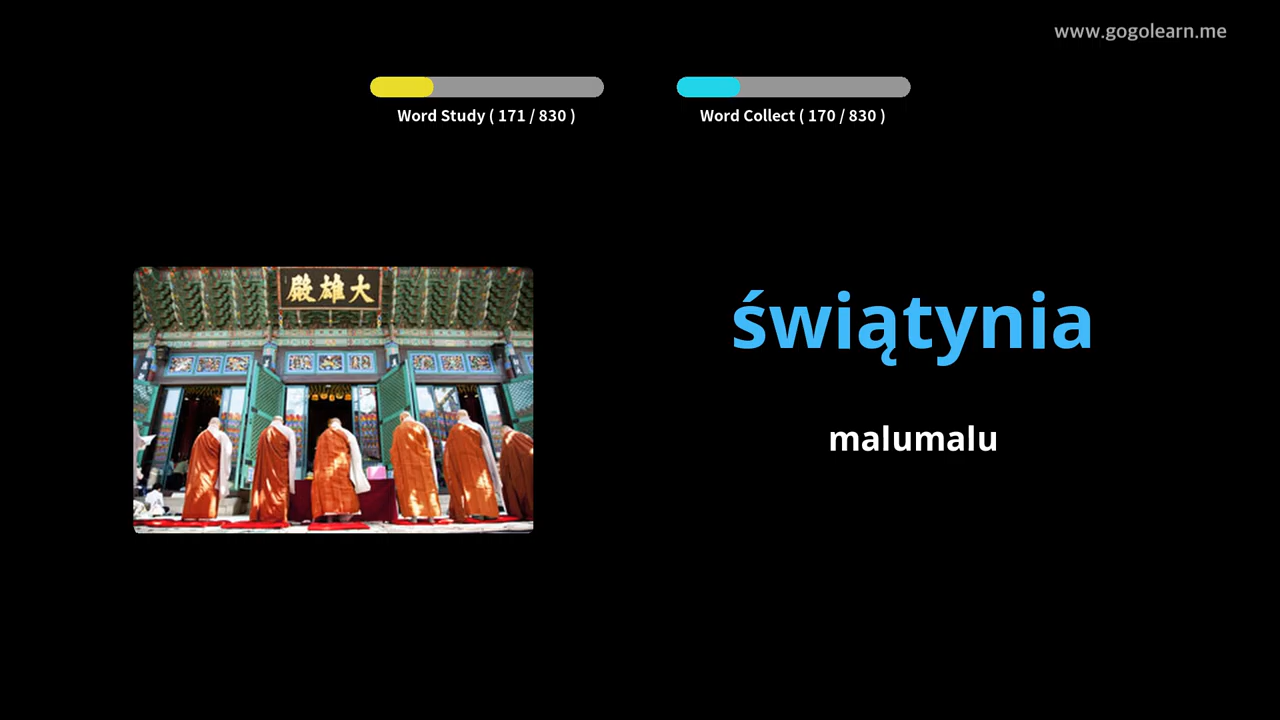 www.gogolearn.me
Word Study ( 171 / 830 )
Word Collect ( 170 / 830 )
殿雄大
świątynia
malumalu